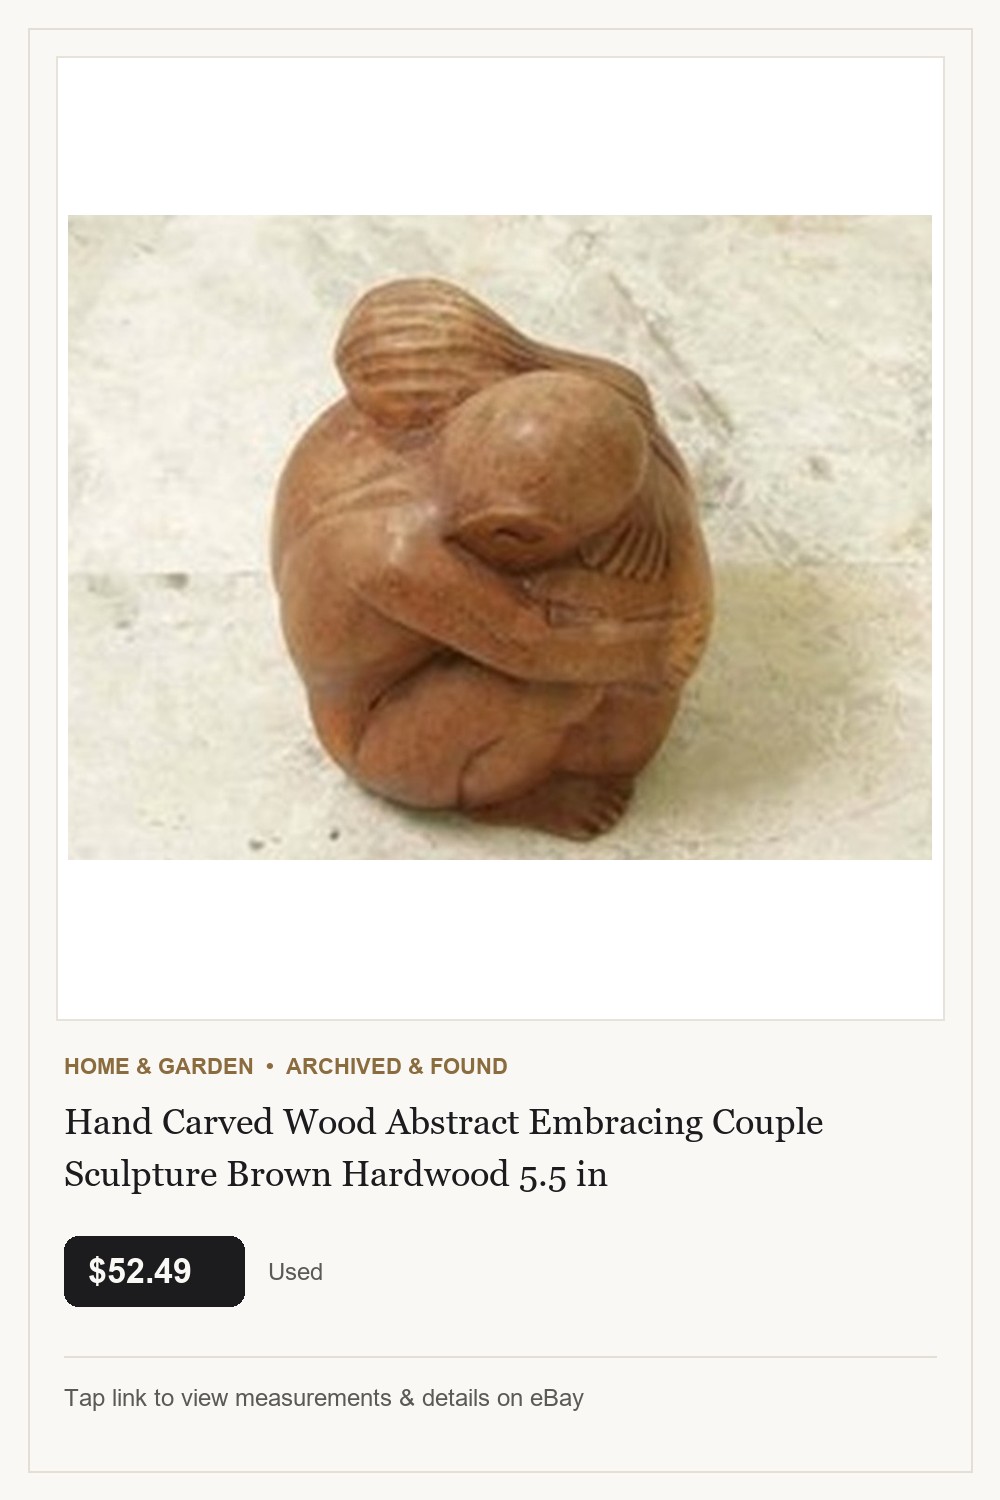 HOME & GARDEN • ARCHIVED & FOUND
Hand Carved Wood Abstract Embracing Couple
Sculpture Brown Hardwood 5.5 in
$52.49
Used
Tap link to view measurements & details on eBay